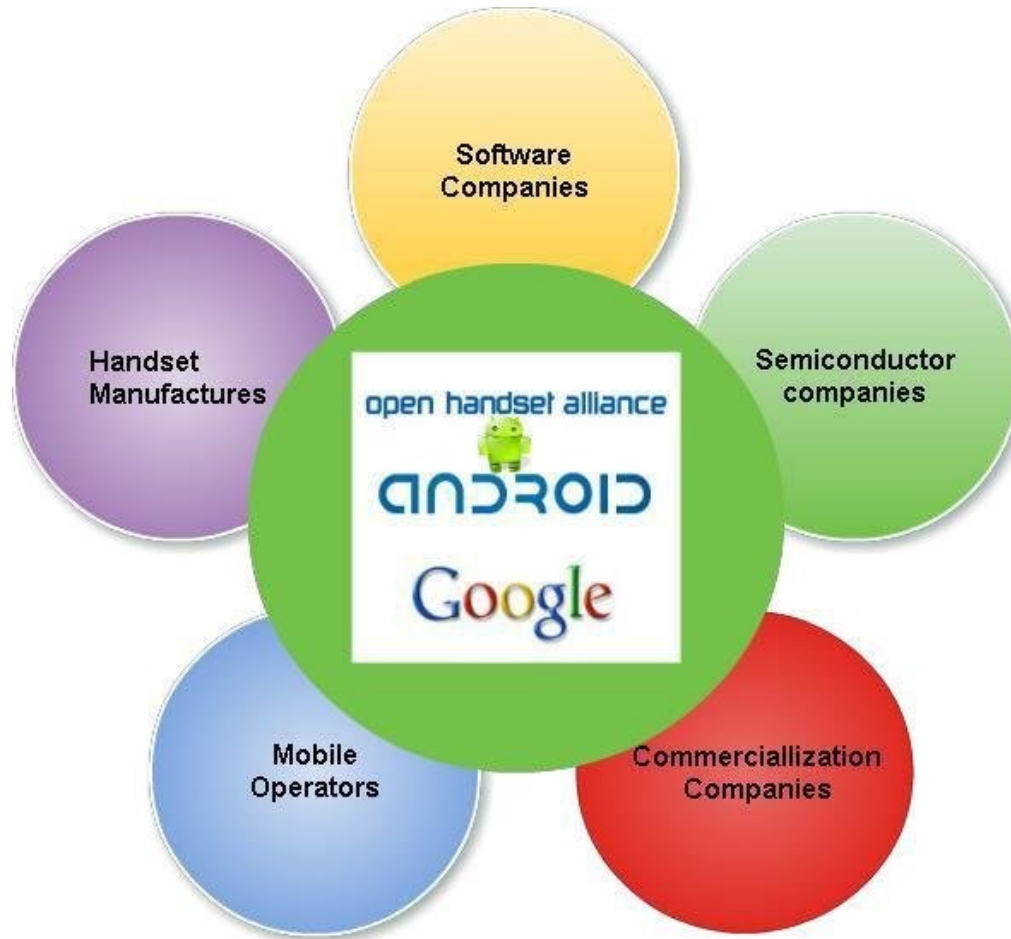 Software
Companies
Handset
Manufactures
Semiconductor
companies
open handset alliance
ANDROID
Google
Mobile
Operators
Commerciallization
Companies